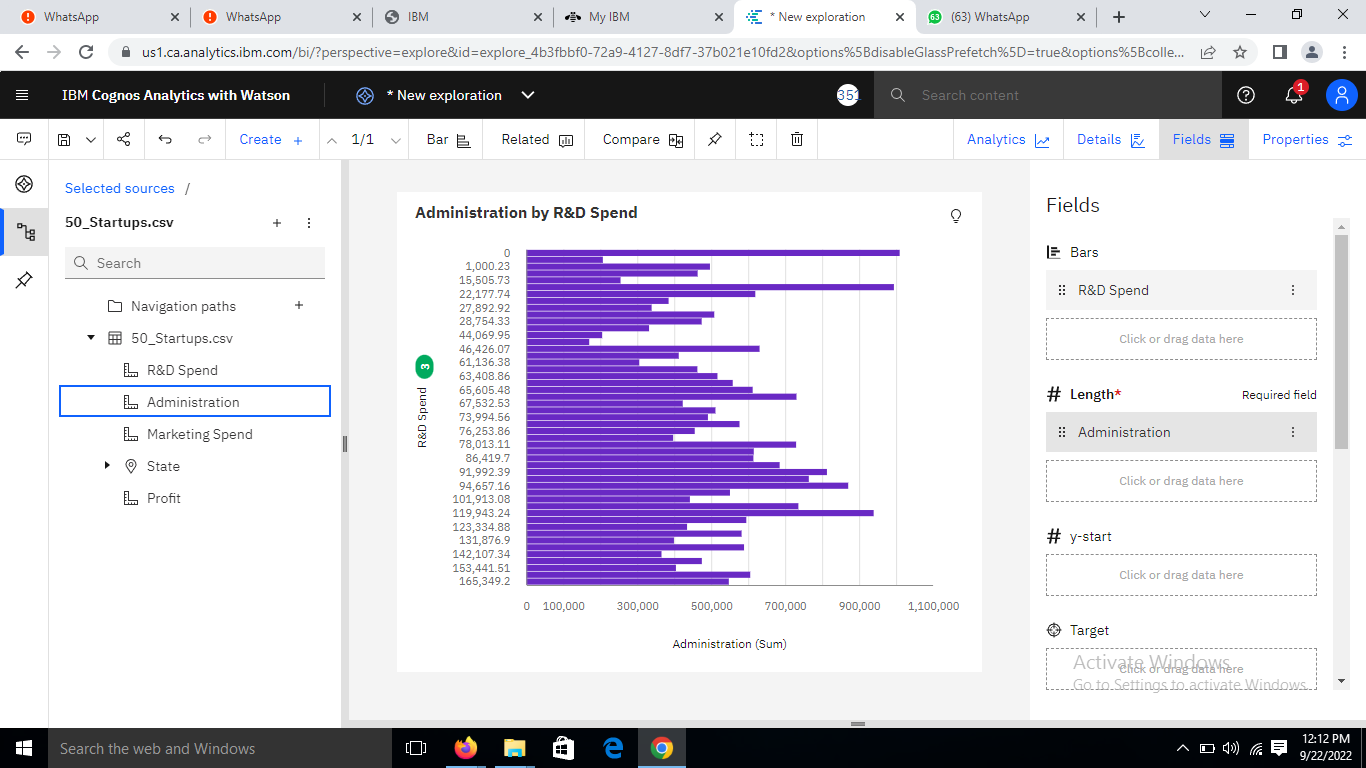 WhatsApp
WhatsApp
IBM
My IBM
* New exploration
63
(63) WhatsApp
us1.ca.analytics.ibm.com/bi/?perspective=explore&id=explore_4b3fbbf0-72a9-4127-8df7-37b021e10fd2&options%5BdisableGlassPrefetch%5D=true&options%5Bcolle...
IBM Cognos Analytics with Watson
* New exploration
351
Search content
1
Create
1/1
Bar
Related
Compare
Analytics
Details
Fields
Properties
Selected sources /
50_Startups.csv
Search
Navigation paths
50_Startups.csv
R&D Spend
Administration
Marketing Spend
State
Profit
Administration by R&D Spend
R&D Spend
3
0
1,000.23
15,505.73
22,177.74
27,892.92
28,754.33
44,069.95
46,426.07
61,136.38
63,408.86
66,605.48
67,532.53
73,994.56
76,253.86
78,013.11
86,419.7
91,992.39
94,657.16
101,913.08
119,943.24
123,334.88
131,876.9
142,107.34
153,441.51
165,349.2
0 100,000 300,000 500,000 700,000 900,000 1,100,000
Administration (Sum)
Fields
Bars
R&D Spend
Click or drag data here
# Length* Required field
Administration
Click or drag data here
# y-start
Click or drag data here
Target
Click or drag data here
Activate Windows
Go to Settings to activate Windows.
Search the web and Windows
12:12 PM
9/22/2022